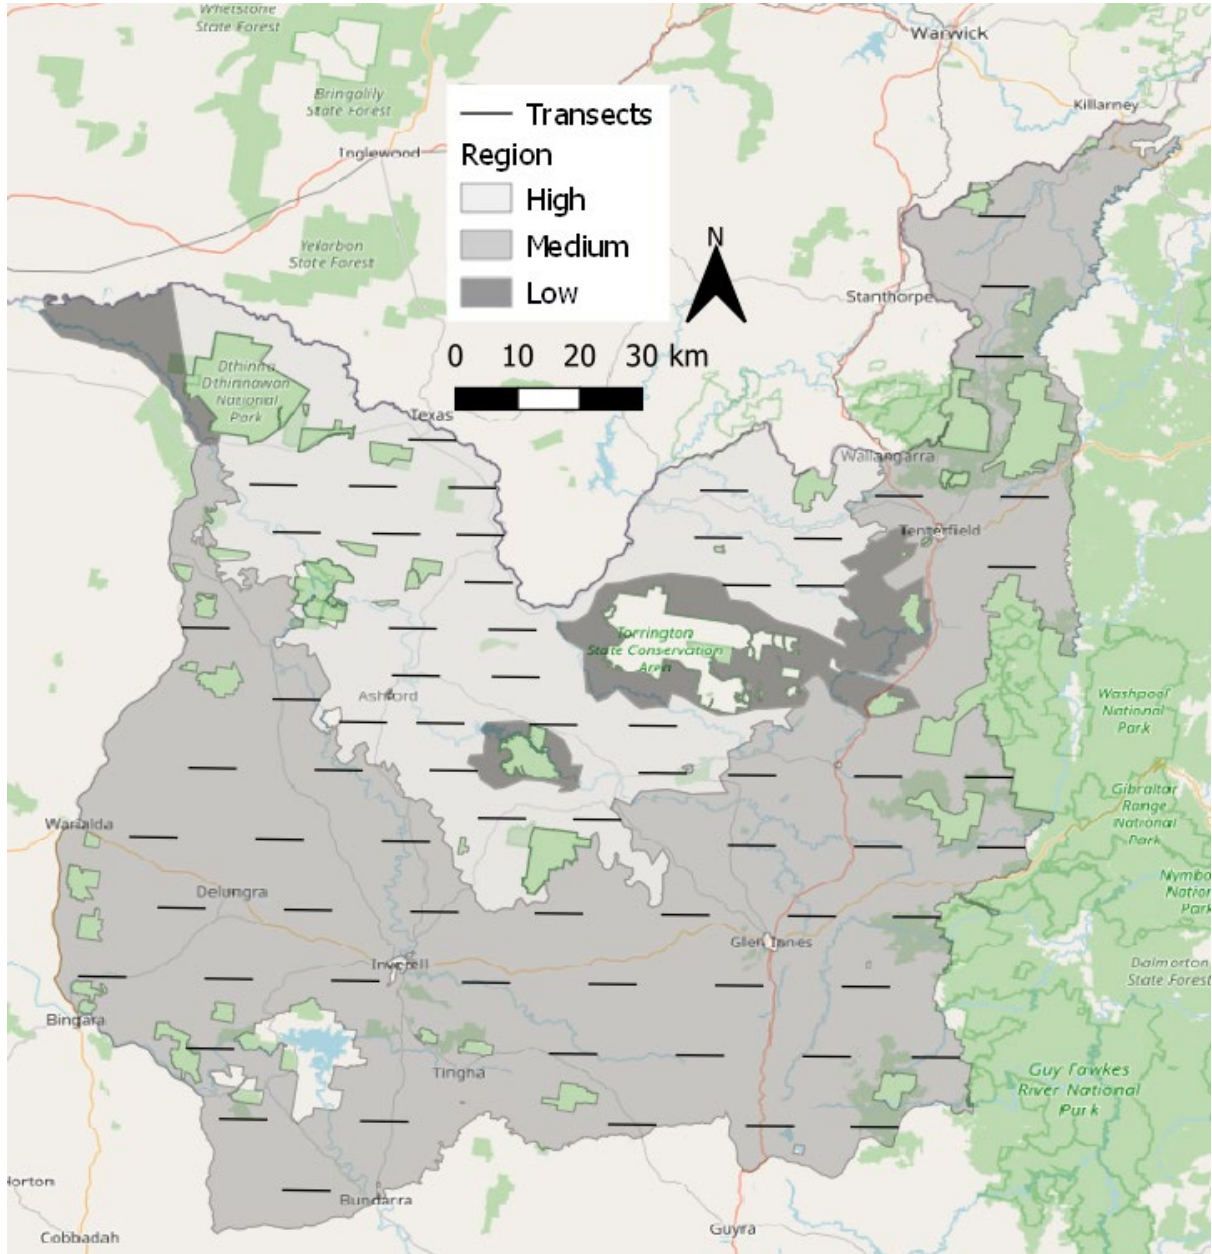 Whetstone
State Forest
Warwick
Bringalily
State Forest
Killarney
Inglewood
Transects
Region
High
Medium
Low
Yelarbon
State Forest
N
Stanthorpe
0 10 20 30 km
Dthinna
Dthinnawan
National
Park
Texas
Wallangarra
Tenterfield
Torrington
State Conservation
Area
Ashford
Washpool
National
Park
Gibraltar
Range
National
Park
Warialda
Delungra
Nymbo
Nation
Park
Glen Innes
Inverell
Dalmorton
State Forest
Bingara
Tingha
Guy Fawkes
River National
Park
Horton
Bundarra
Guyra
Cobbadah